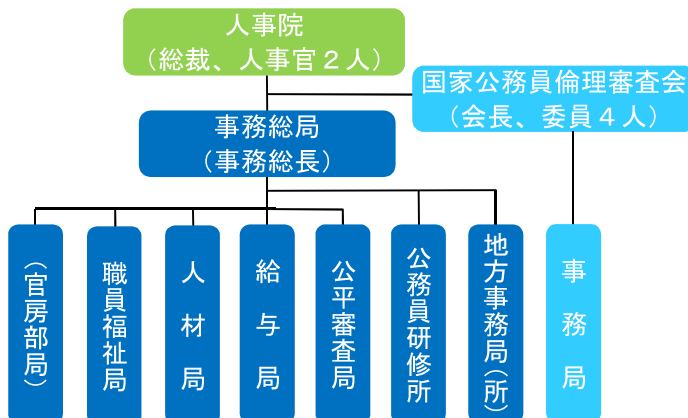 人事院
（総裁、人事官２人）
国家公務員倫理審査会
（会長、委員４人）
事務総局
（事務総長）
（官房部局）
職員福祉局
人材局
給与局
公平審査局
公務員研修所
地方事務局（所）
事務局